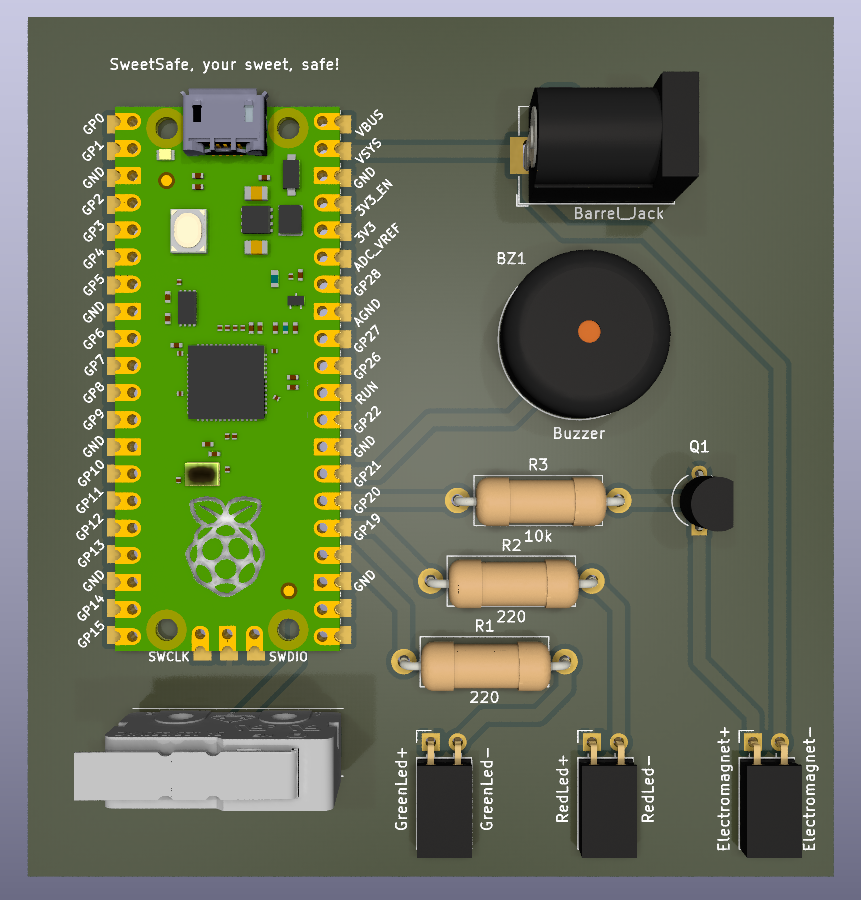 SweetSafe, your sweet, safe!
GP0
GP1
GND
GP2
GP3
GP4
GP5
GND
GP6
GP7
GP8
GP9
GND
GP10
GP11
GP12
GP13
GND
GP14
GP15
VBUS
VSYS
GND
3V3_EN
3V3
ADC_VREF
GP28
AGND
GP27
GP26
RUN
GP22
GND
GP21
GP20
GP19
GND
SWCLK
SWDIO
Barrel_Jack
BZ1
Buzzer
Q1
R3
10k
R2
220
R1
220
GreenLed+
GreenLed-
RedLed+
RedLed-
Electromagnet+
Electromagnet-